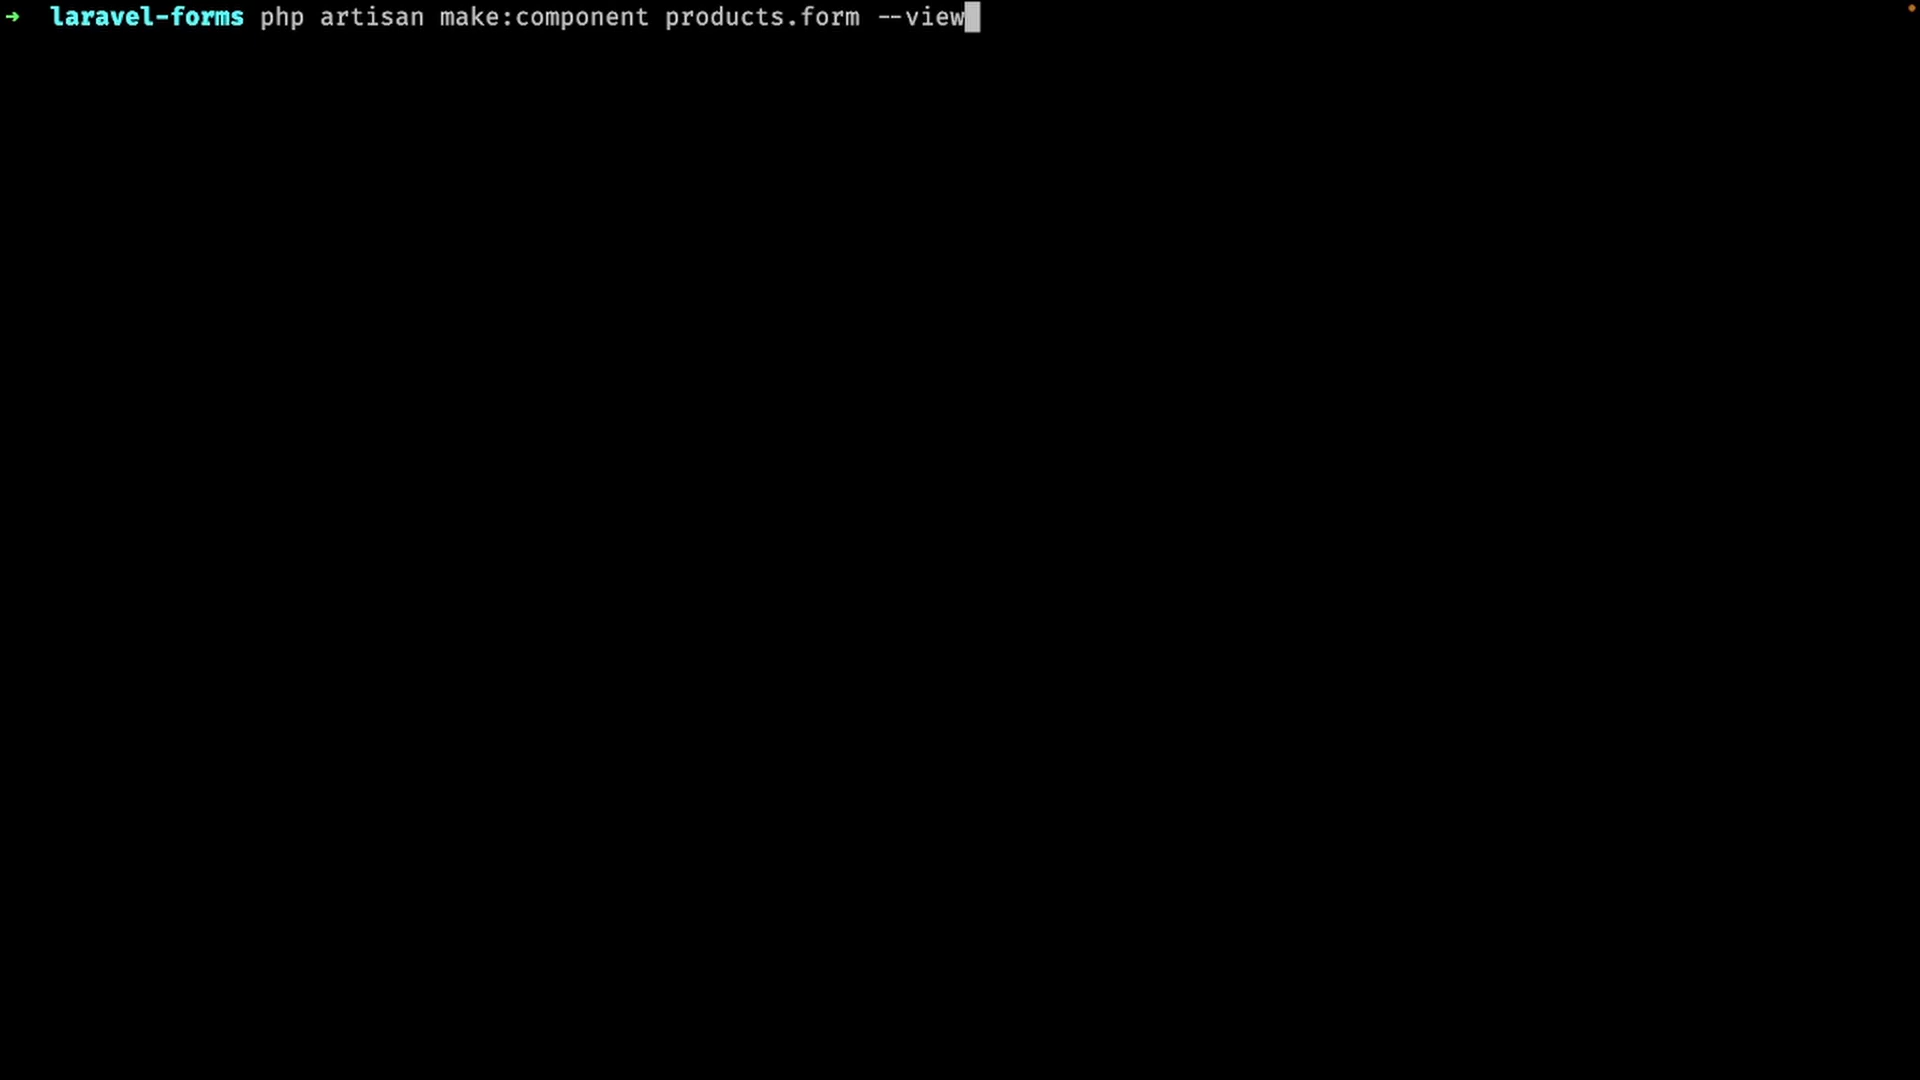 ➜ laravel-forms php artisan make:component products.form --view